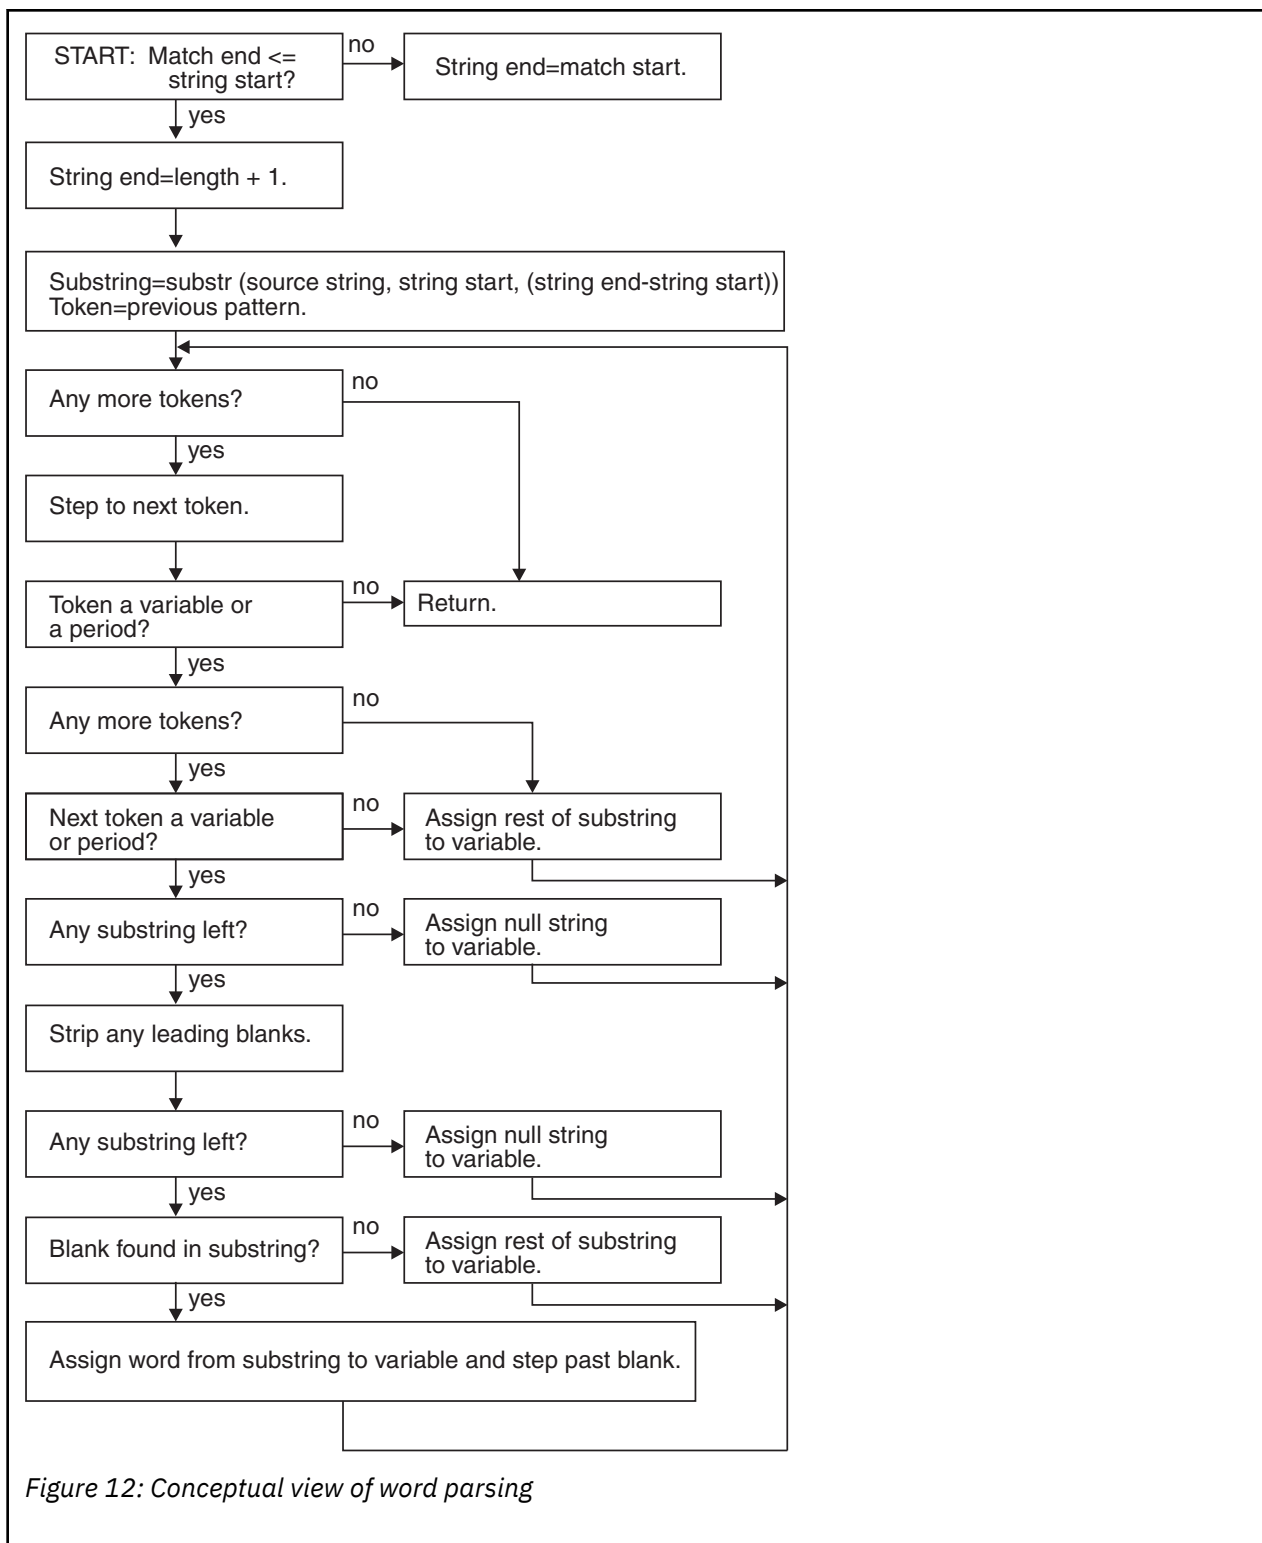 START:  Match end <=
string start?
no
String end=match start.
yes
String end=length + 1.
Substring=substr (source string, string start, (string end-string start))
Token=previous pattern.
Any more tokens?
no
yes
Step to next token.
Token a variable or
a period?
no
Return.
yes
Any more tokens?
no
yes
Next token a variable
or period?
no
Assign rest of substring
to variable.
yes
Any substring left?
no
Assign null string
to variable.
yes
Strip any leading blanks.
Any substring left?
no
Assign null string
to variable.
yes
Blank found in substring?
no
Assign rest of substring
to variable.
yes
Assign word from substring to variable and step past blank.
Figure 12: Conceptual view of word parsing